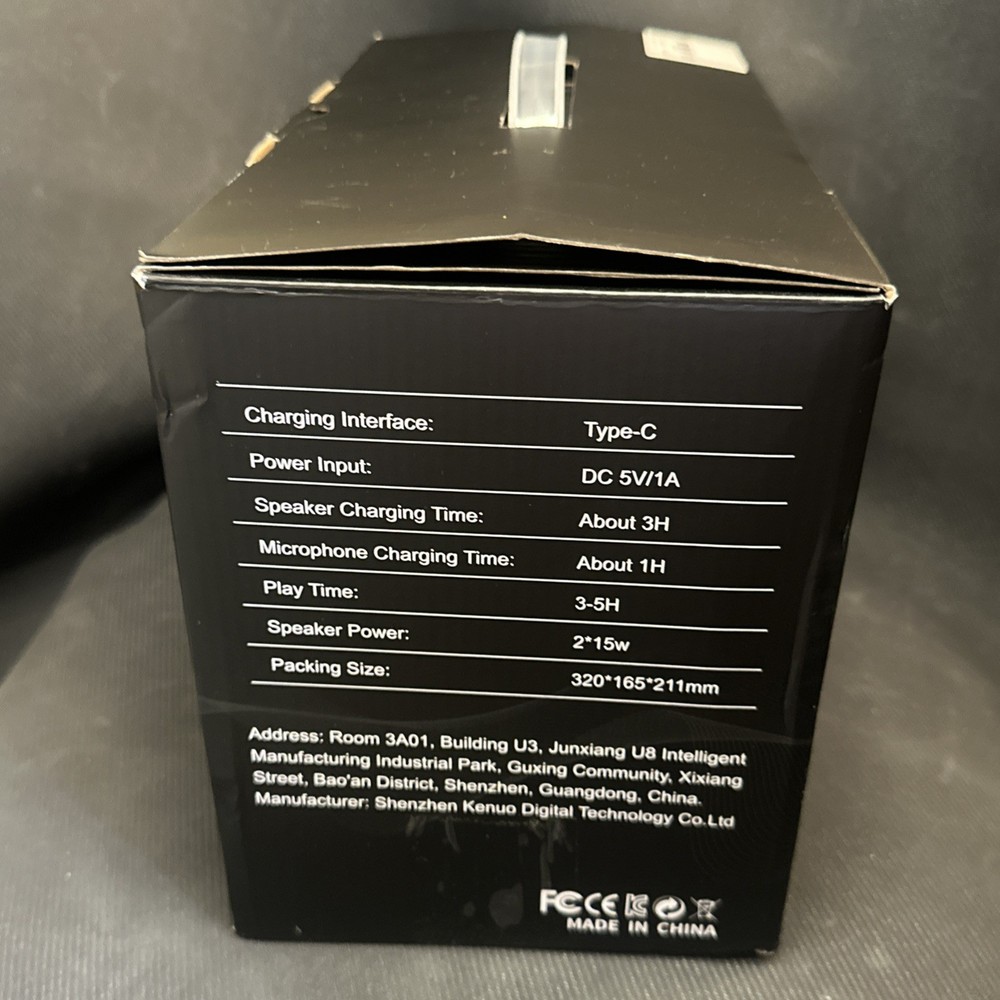 Charging Interface: Type-C
Power Input: DC 5V/1A
Speaker Charging Time: About 3H
Microphone Charging Time: About 1H
Play Time: 3-5H
Speaker Power: 2*15w
Packing Size: 320*165*211mm
Address: Room 3A01, Building U3, Junxiang U8 Intelligent
Manufacturing Industrial Park, Guxing Community, Xixiang
Street, Bao'an District, Shenzhen, Guangdong, China.
Manufacturer: Shenzhen Kenuo Digital Technology Co.Ltd
FC CE
MADE IN CHINA